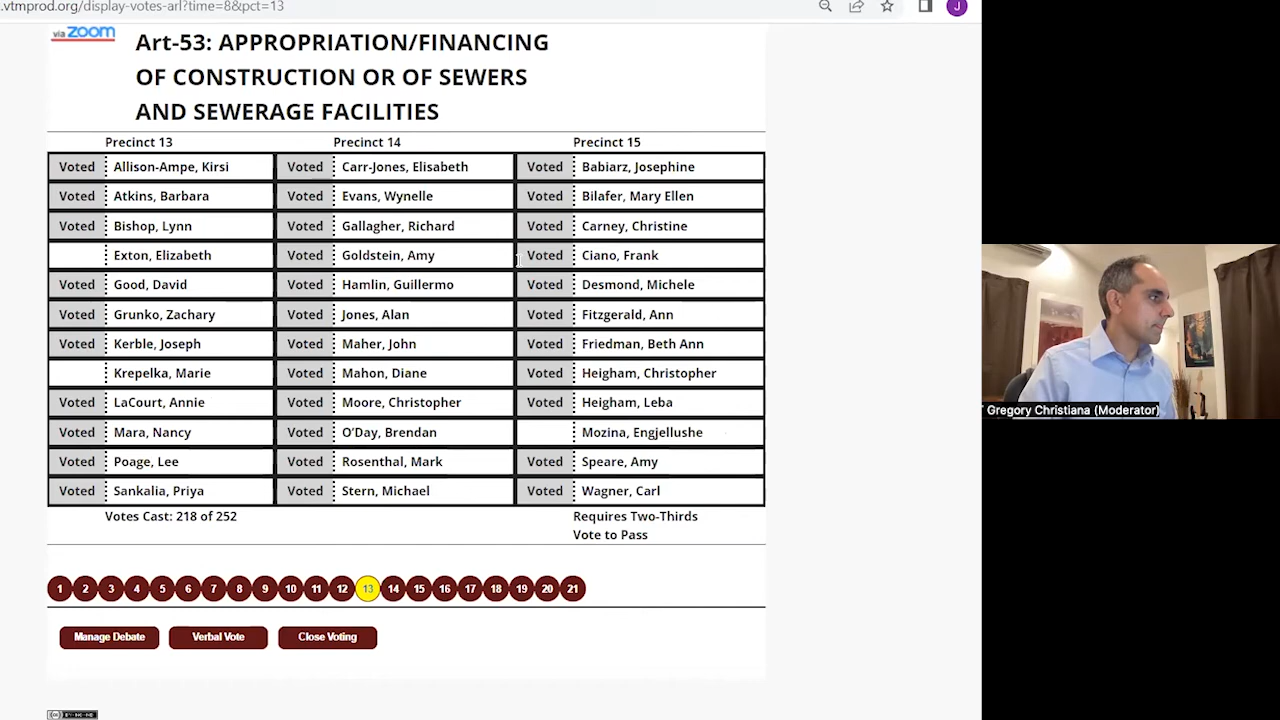 .vtmprod.org/display-votes-arl?time=8&pct=13
J
via zoom
Art-53: APPROPRIATION/FINANCING
OF CONSTRUCTION OR OF SEWERS
AND SEWERAGE FACILITIES
Precinct 13 Precinct 14 Precinct 15
Voted Allison-Ampe, Kirsi Voted Carr-Jones, Elisabeth Voted Babiarz, Josephine
Voted Atkins, Barbara Voted Evans, Wynelle Voted Bilafer, Mary Ellen
Voted Bishop, Lynn Voted Gallagher, Richard Voted Carney, Christine
Exton, Elizabeth Voted Goldstein, Amy Voted Ciano, Frank
Voted Good, David Voted Hamlin, Guillermo Voted Desmond, Michele
Voted Grunko, Zachary Voted Jones, Alan Voted Fitzgerald, Ann
Voted Kerble, Joseph Voted Maher, John Voted Friedman, Beth Ann
Krepelka, Marie Voted Mahon, Diane Voted Heigham, Christopher
Voted LaCourt, Annie Voted Moore, Christopher Voted Heigham, Leba
Voted Mara, Nancy Voted O'Day, Brendan Mozina, Engjellushe
Voted Poage, Lee Voted Rosenthal, Mark Voted Speare, Amy
Voted Sankalia, Priya Voted Stern, Michael Voted Wagner, Carl
Votes Cast: 218 of 252 Requires Two-Thirds
Vote to Pass
1 2 3 4 5 6 7 8 9 10 11 12 13 14 15 16 17 18 19 20 21
Manage Debate Verbal Vote Close Voting
Gregory Christiana (Moderator)